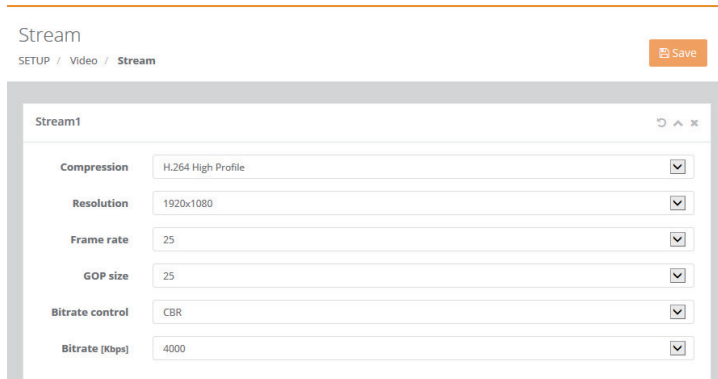 Stream
SETUP / Video / Stream
Save
Stream1
Compression H.264 High Profile
Resolution 1920x1080
Frame rate 25
GOP size 25
Bitrate control CBR
Bitrate [Kbps] 4000